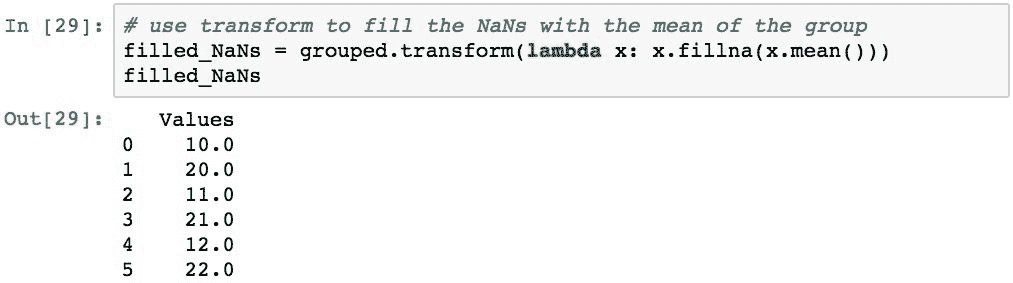 In [29]: # use transform to fill the NaNs with the mean of the group
filled_NaNs = grouped.transform(lambda x: x.fillna(x.mean()))
filled_NaNs
Out[29]: Values
0 10.0
1 20.0
2 11.0
3 21.0
4 12.0
5 22.0